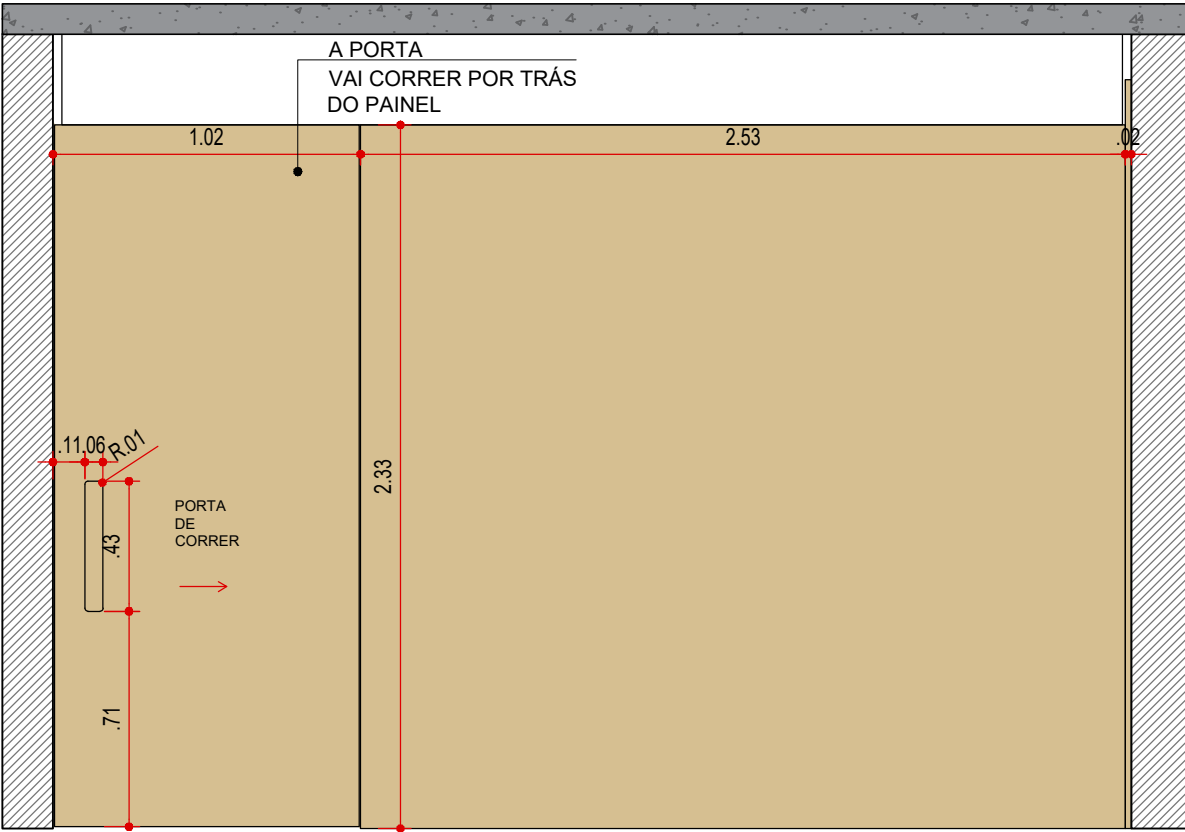 A PORTA
VAI CORRER POR TRÁS
DO PAINEL
1.02
2.53
.02
.11
.06
R.01
2.33
PORTA
DE
CORRER
.43
.71